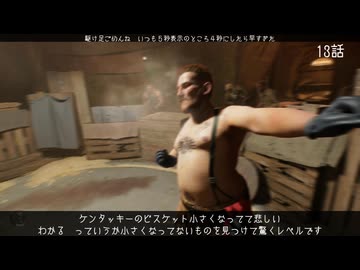 駆け足ごめんね　いつも５秒表示のところ４秒にしたら早すぎた
13話
ケンタッキーのビスケット小さくなってて悲しい
わかる　っていうか小さくなってないものを見つけて驚くレベルです